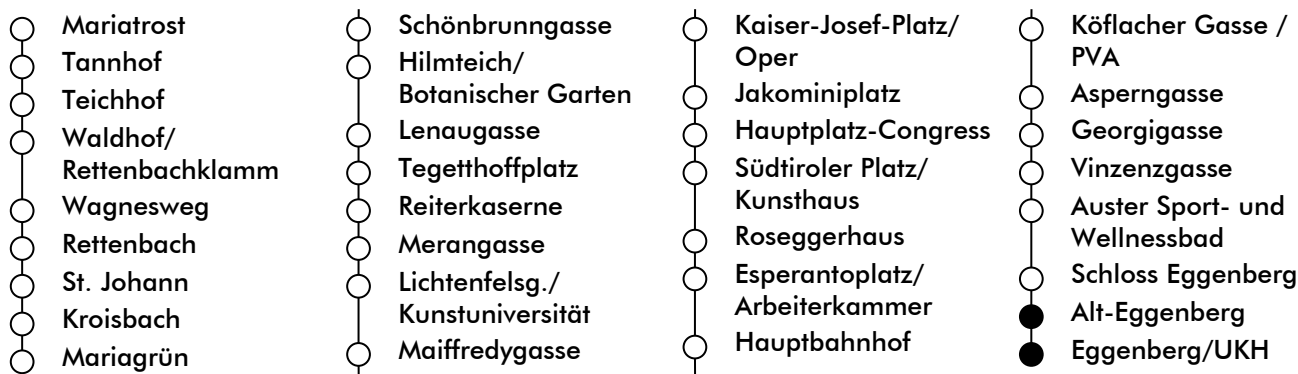 Mariatrost
Tannhof
Teichhof
Waldhof/
Rettenbachklamm
Wagnesweg
Rettenbach
St. Johann
Kroisbach
Mariagrün
Schönbrunngasse
Hilmteich/
Botanischer Garten
Lenaugasse
Tegetthoffplatz
Reiterkaserne
Merangasse
Lichtenfelsg./
Kunstuniversität
Maiffredygasse
Kaiser-Josef-Platz/
Oper
Jakominiplatz
Hauptplatz-Congress
Südtiroler Platz/
Kunsthaus
Roseggerhaus
Esperantoplatz/
Arbeiterkammer
Hauptbahnhof
Köflacher Gasse /
PVA
Asperngasse
Georgigasse
Vinzenzgasse
Auster Sport- und
Wellnessbad
Schloss Eggenberg
Alt-Eggenberg
Eggenberg/UKH